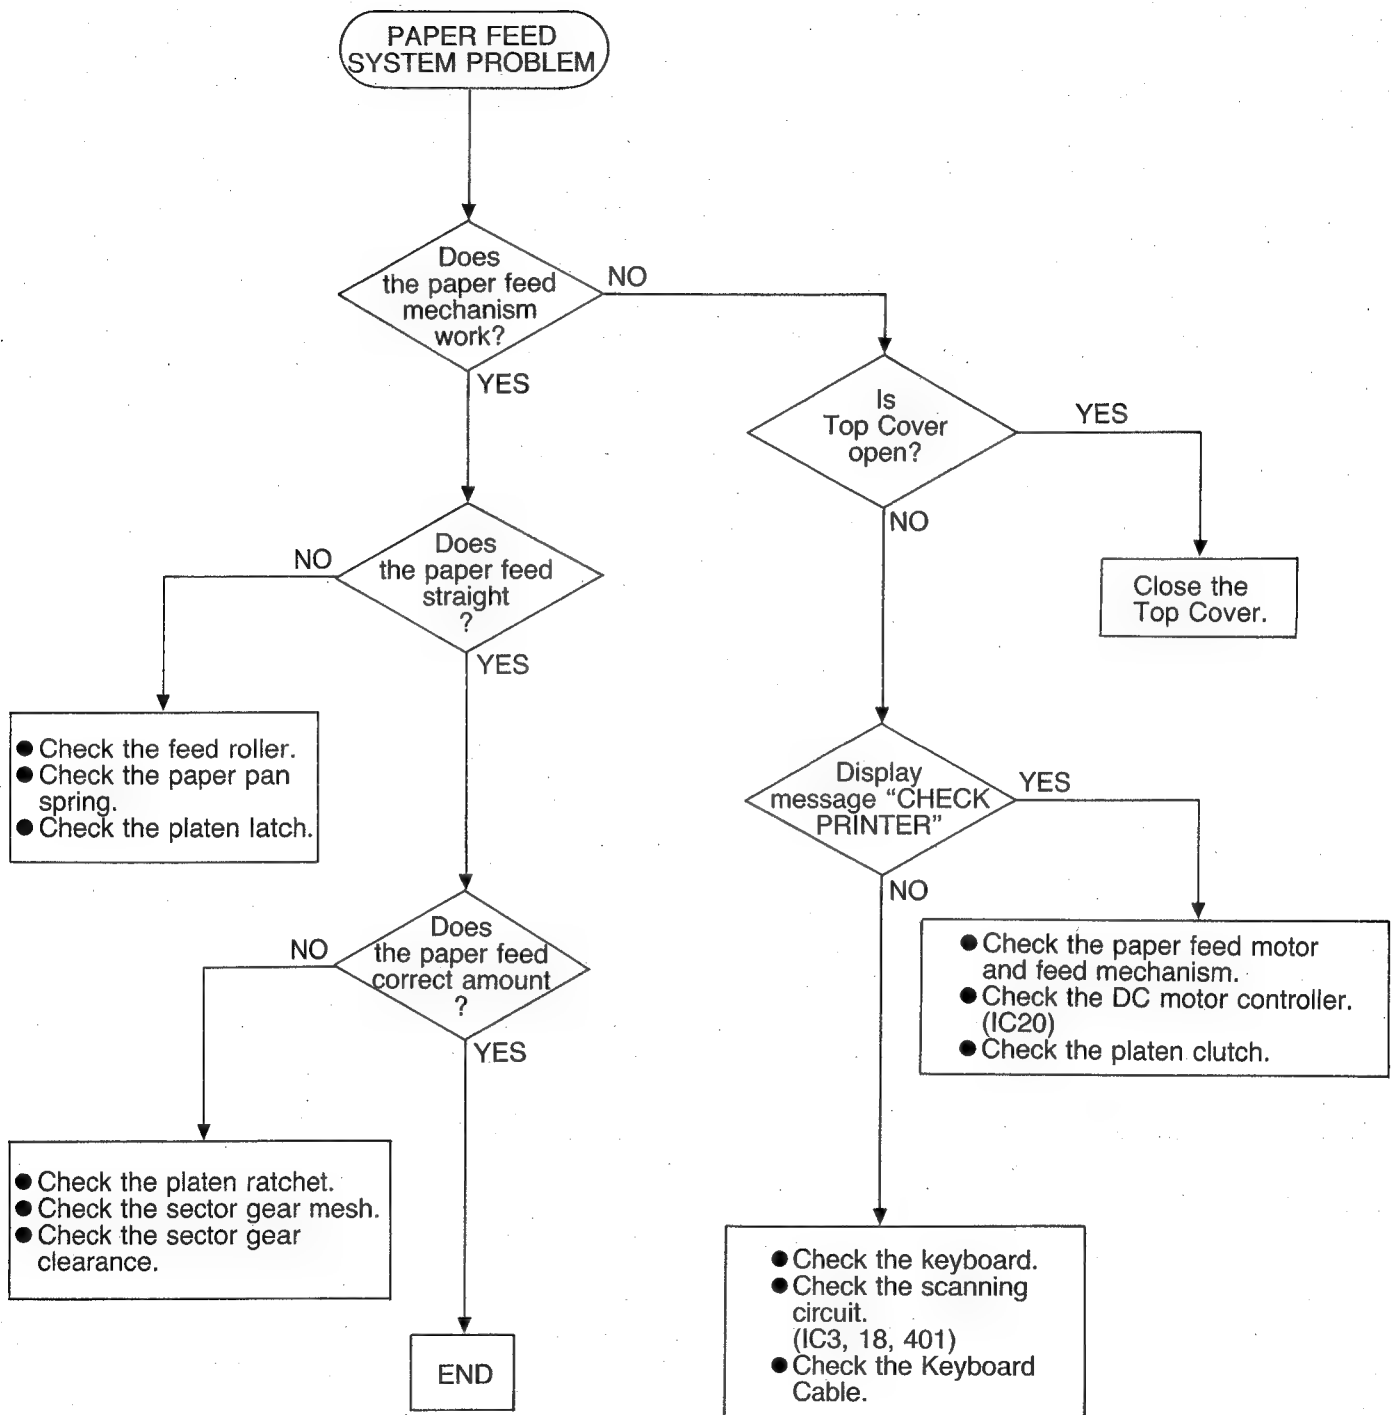 PAPER FEED
SYSTEM PROBLEM
Does
the paper feed
mechanism
work?
NO
YES
Is
Top Cover
open?
YES
NO
Close the
Top Cover.
Does
the paper feed
straight
?
NO
YES
● Check the feed roller.
● Check the paper pan
spring.
● Check the platen latch.
Display
message “CHECK
PRINTER”
YES
NO
● Check the paper feed motor
and feed mechanism.
● Check the DC motor controller.
(IC20)
● Check the platen clutch.
Does
the paper feed
correct amount
?
NO
YES
● Check the platen ratchet.
● Check the sector gear mesh.
● Check the sector gear
clearance.
● Check the keyboard.
● Check the scanning
circuit.
(IC3, 18, 401)
● Check the Keyboard
Cable.
END